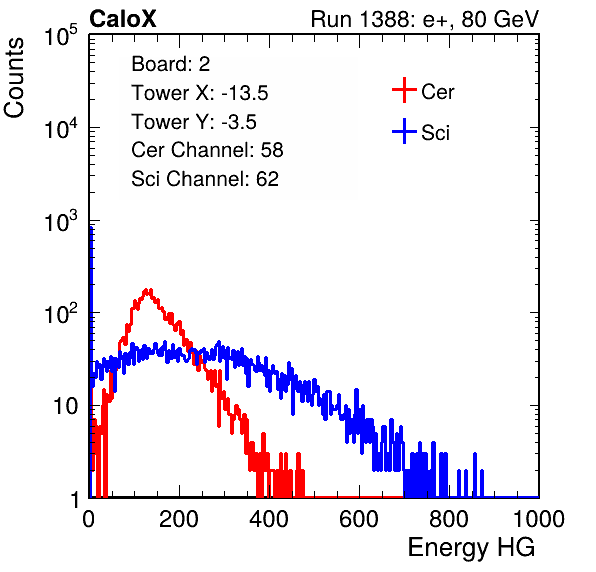 CaloX Run 1388: e+, 80 GeV
Counts
Board: 2
Tower X: -13.5
Tower Y: -3.5
Cer Channel: 58
Sci Channel: 62
Cer
Sci
10^5
10^4
10^3
10^2
10
1
0 200 400 600 800 1000
Energy HG